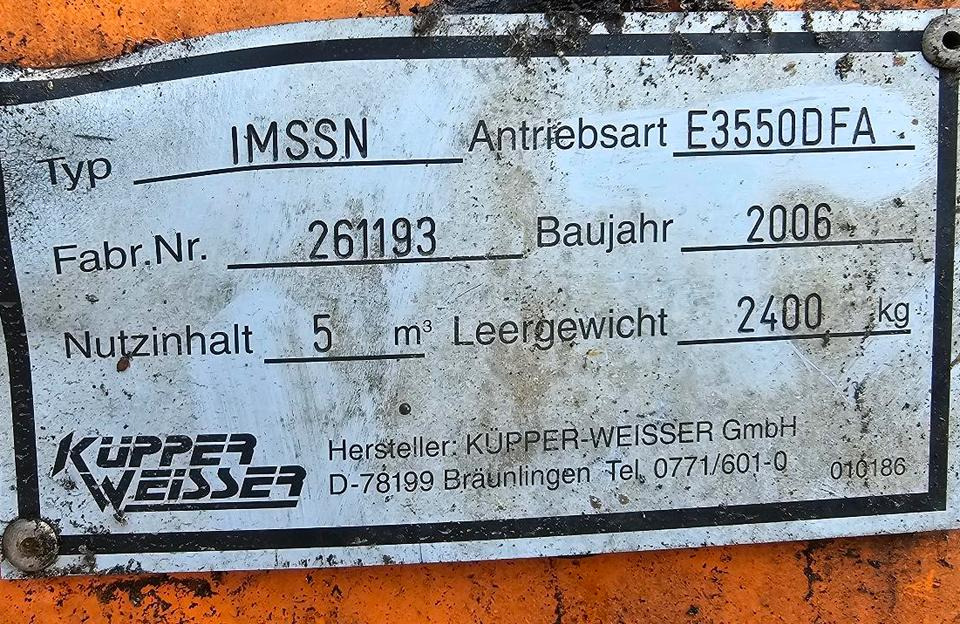 Typ IMSSN Antriebsart E3550DFA
Fabr.Nr. 261193 Baujahr 2006
Nutzinhalt 5 m³ Leergewicht 2400 kg
KÜPPER
WEISSER
Hersteller: KÜPPER-WEISSER GmbH
D-78199 Bräunlingen Tel. 0771/601-0 010186